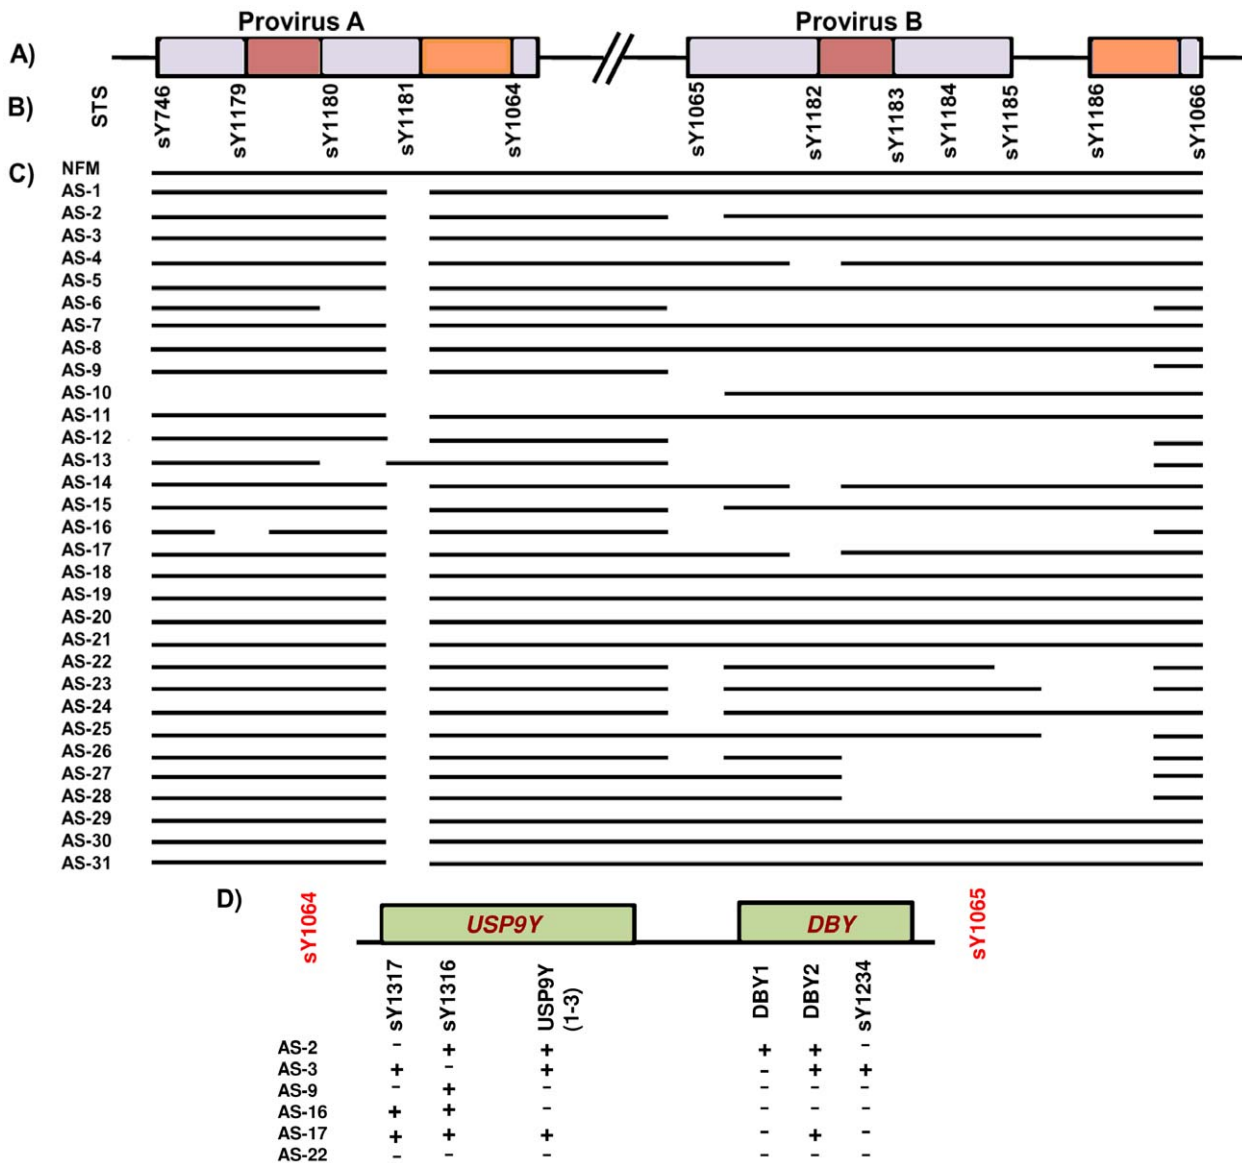 Provirus A
Provirus B
A)
B) STS sY746 sY1179 sY1180 sY1181 sY1064 sY1065 sY1182 sY1183 sY1184 sY1185 sY1186 sY1066
C) NFM
AS-1
AS-2
AS-3
AS-4
AS-5
AS-6
AS-7
AS-8
AS-9
AS-10
AS-11
AS-12
AS-13
AS-14
AS-15
AS-16
AS-17
AS-18
AS-19
AS-20
AS-21
AS-22
AS-23
AS-24
AS-25
AS-26
AS-27
AS-28
AS-29
AS-30
AS-31
D) sY1064 USP9Y DBY sY1065
sY1317 sY1316 USP9Y (1-3) DBY1 DBY2 sY1234
AS-2 - + + + + -
AS-3 + - + - + +
AS-9 - + - - - -
AS-16 + + - - - -
AS-17 + + + - + -
AS-22 - - - - - -